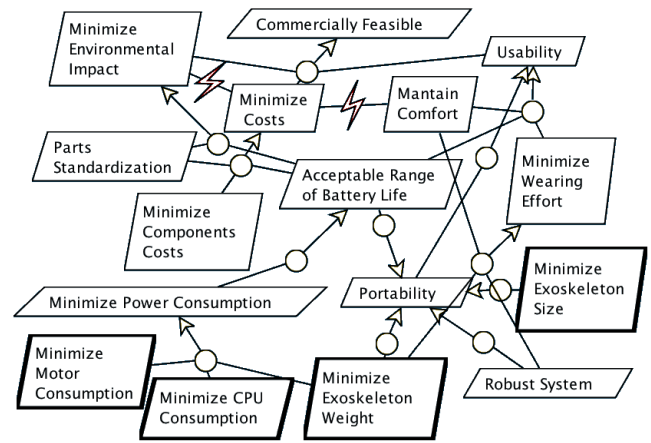 Commercially Feasible
Minimize
Environmental
Impact
Usability
Minimize
Costs
Mantain
Comfort
Parts
Standardization
Acceptable Range
of Battery Life
Minimize
Wearing
Effort
Minimize
Components
Costs
Minimize Power Consumption
Portability
Minimize
Exoskeleton
Size
Minimize
Motor
Consumption
Minimize CPU
Consumption
Minimize
Exoskeleton
Weight
Robust System